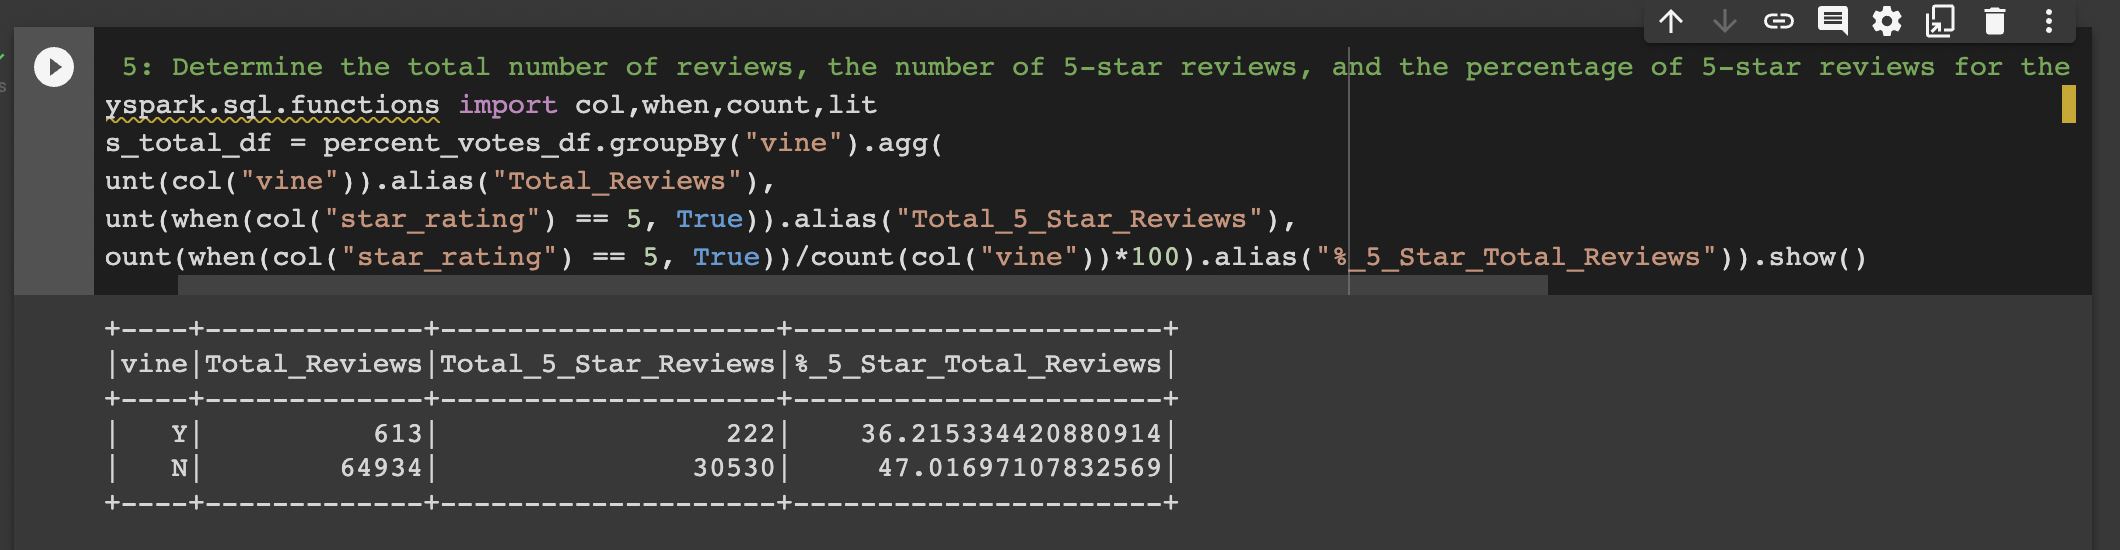 5: Determine the total number of reviews, the number of 5-star reviews, and the percentage of 5-star reviews for the
yspark.sql.functions import col,when,count,lit
s_total_df = percent_votes_df.groupBy("vine").agg(
unt(col("vine")).alias("Total_Reviews"),
unt(when(col("star_rating") == 5, True)).alias("Total_5_Star_Reviews"),
ount(when(col("star_rating") == 5, True))/count(col("vine"))*100).alias("%_5_Star_Total_Reviews")).show()
+----+-------------+--------------------+----------------------+
|vine|Total_Reviews|Total_5_Star_Reviews|%_5_Star_Total_Reviews|
+----+-------------+--------------------+----------------------+
|   Y|          613|                 222|    36.215334420880914|
|   N|        64934|               30530|     47.01697107832569|
+----+-------------+--------------------+----------------------+